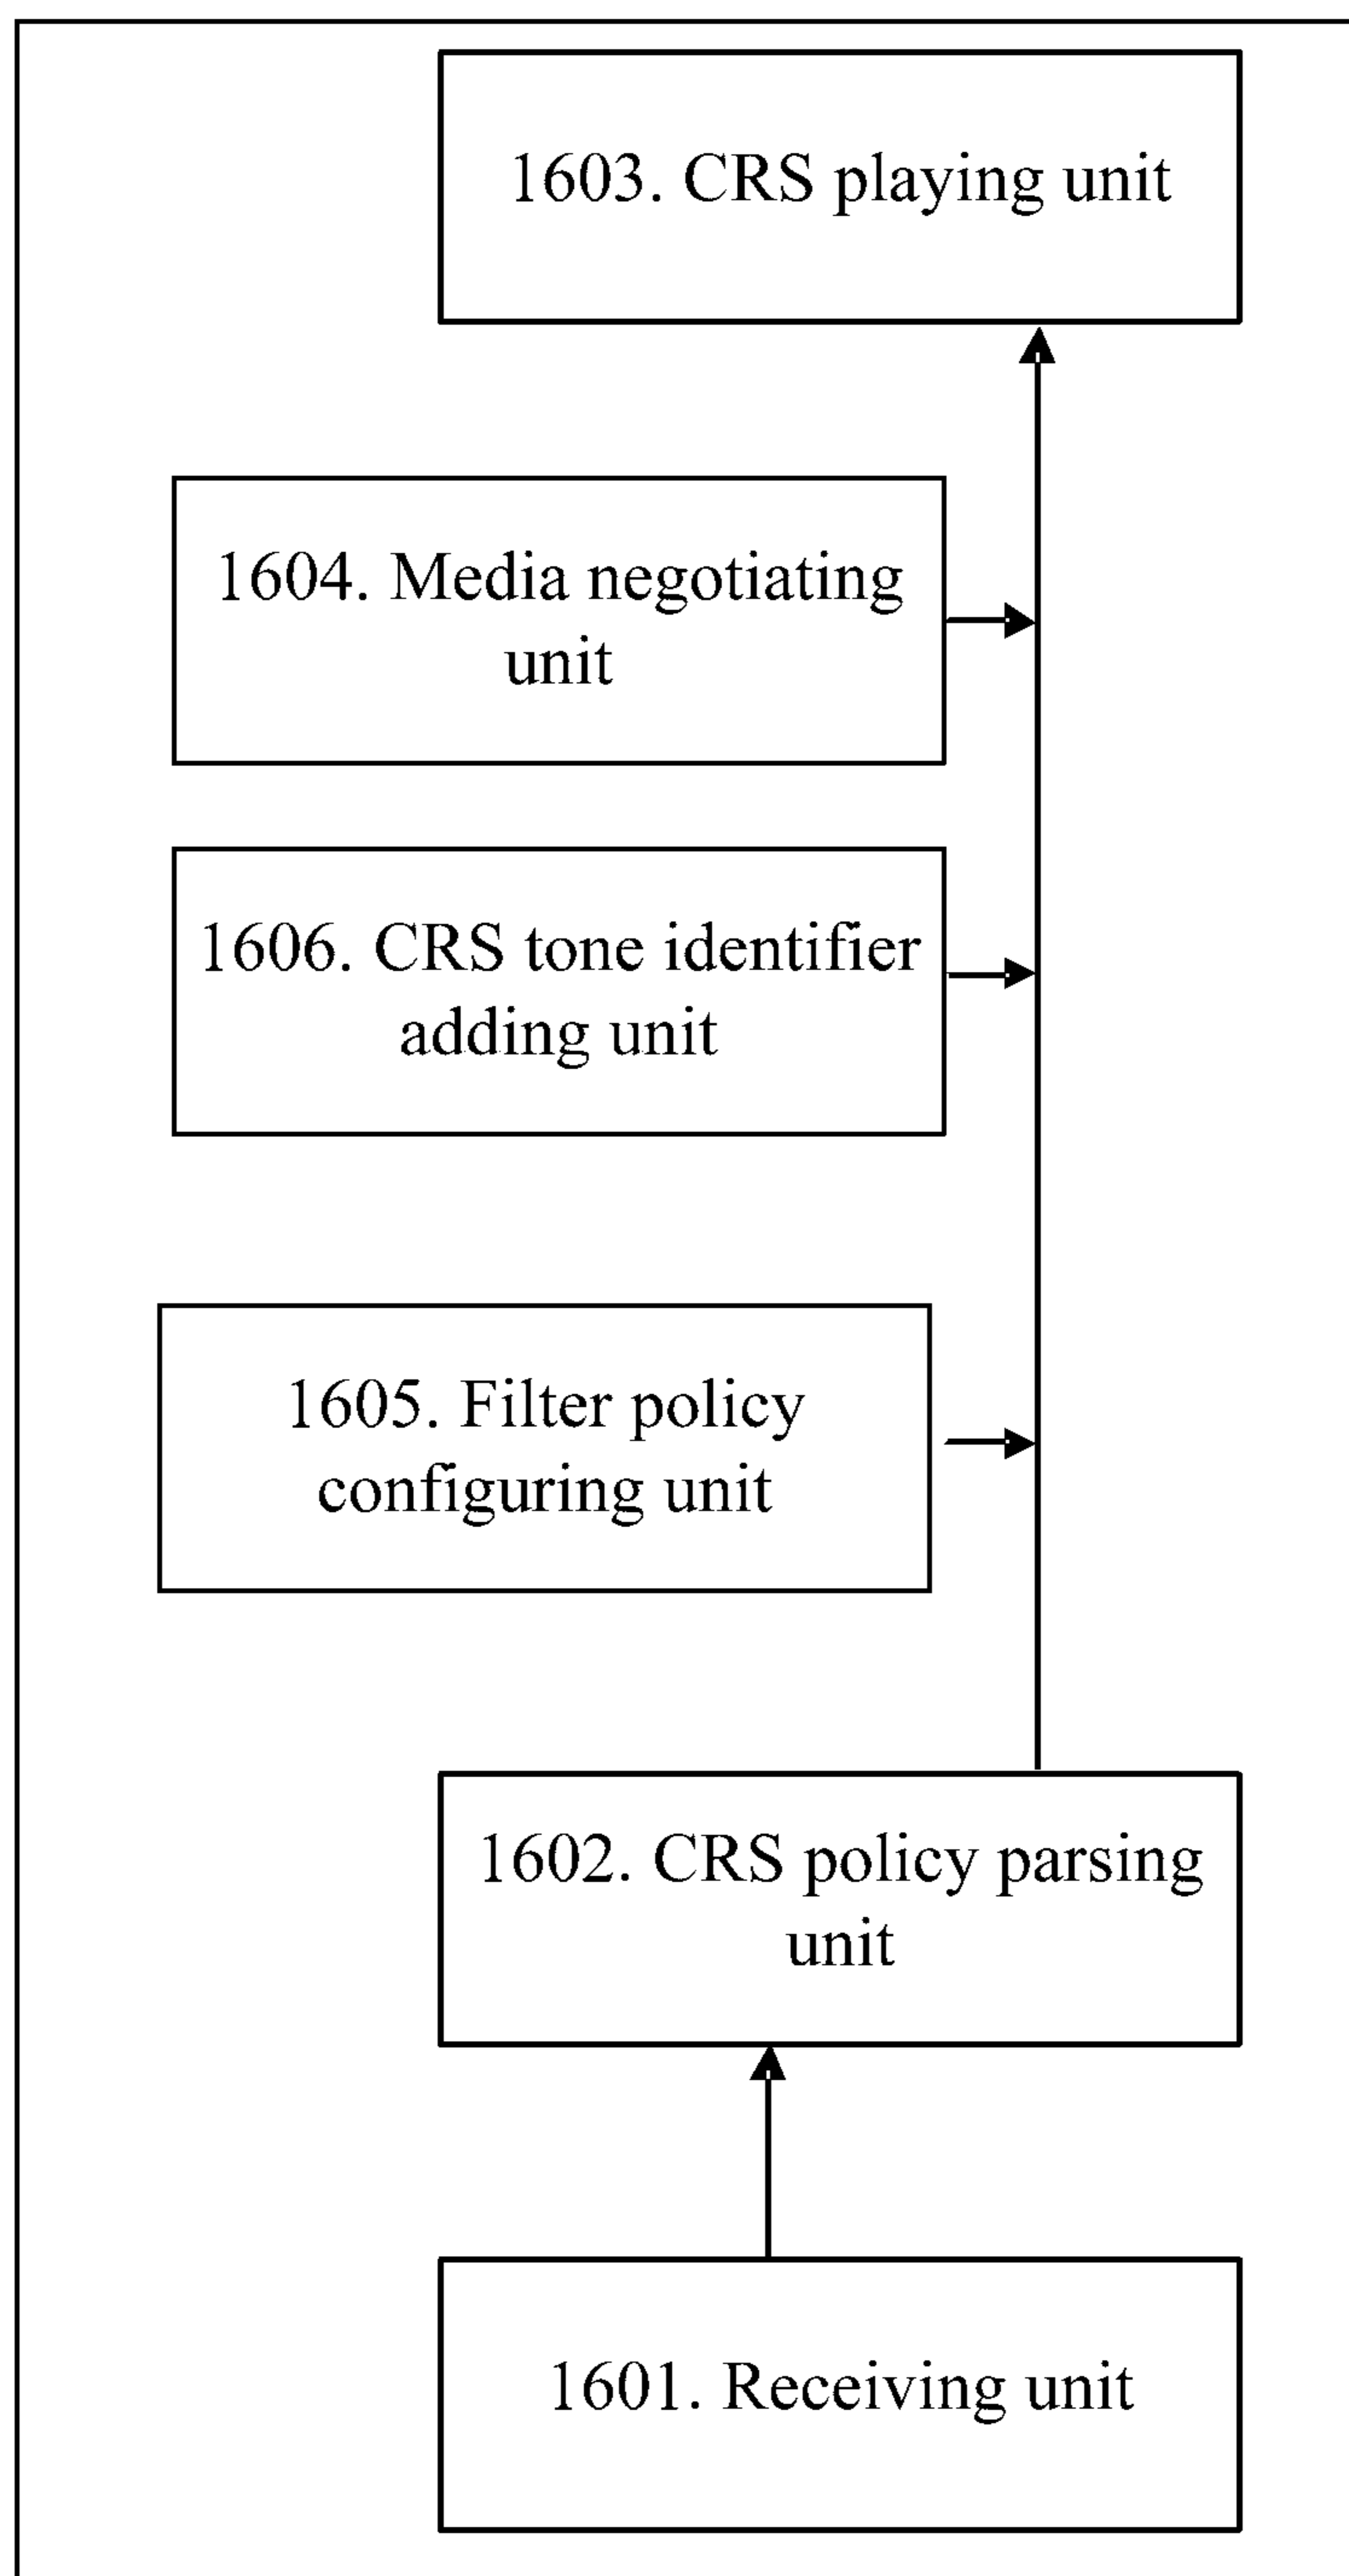 1603. CRS playing unit
1604. Media negotiating
unit
1606. CRS tone identifier
adding unit
1605. Filter policy
configuring unit
1602. CRS policy parsing
unit
1601. Receiving unit